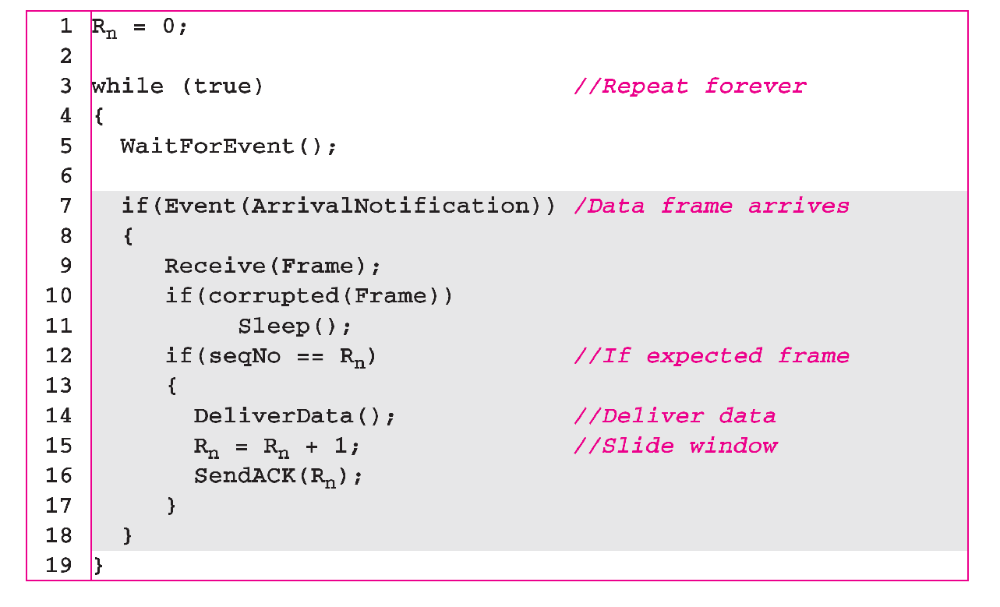 1 Rn = 0;
2
3 while (true) //Repeat forever
4 {
5 WaitForEvent();
6
7 if(Event(ArrivalNotification)) /Data frame arrives
8 {
9 Receive(Frame);
10 if(corrupted(Frame))
11 Sleep();
12 if(seqNo == Rn) //If expected frame
13 {
14 DeliverData(); //Deliver data
15 Rn = Rn + 1; //Slide window
16 SendACK(Rn);
17 }
18 }
19 }